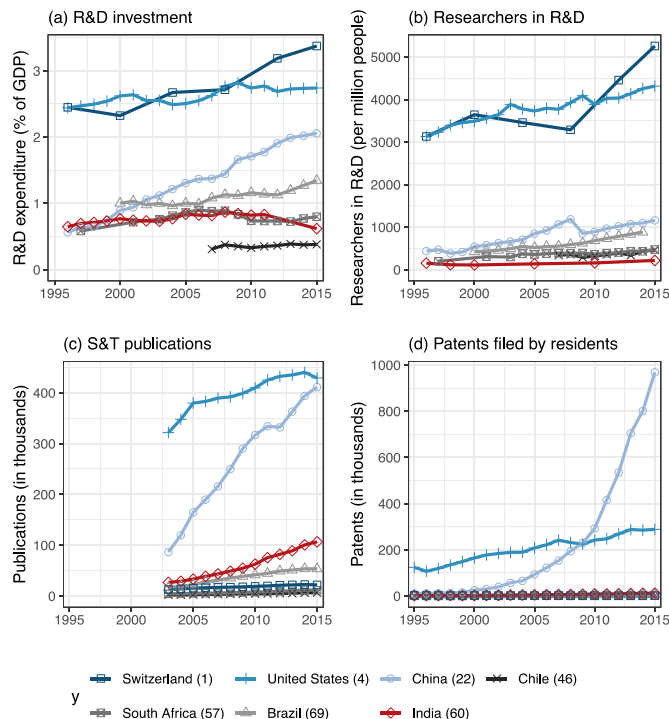 (a) R&D investment
R&D expenditure (% of GDP)
3
2
1
0
1995 2000 2005 2010 2015
(b) Researchers in R&D
Researchers in R&D (per million people)
5000
4000
3000
2000
1000
0
1995 2000 2005 2010 2015
(c) S&T publications
Publications (in thousands)
400
300
200
100
0
1995 2000 2005 2010 2015
(d) Patents filed by residents
Patents (in thousands)
1000
800
600
400
200
0
1995 2000 2005 2010 2015
y
Switzerland (1) United States (4) China (22) Chile (46)
South Africa (57) Brazil (69) India (60)